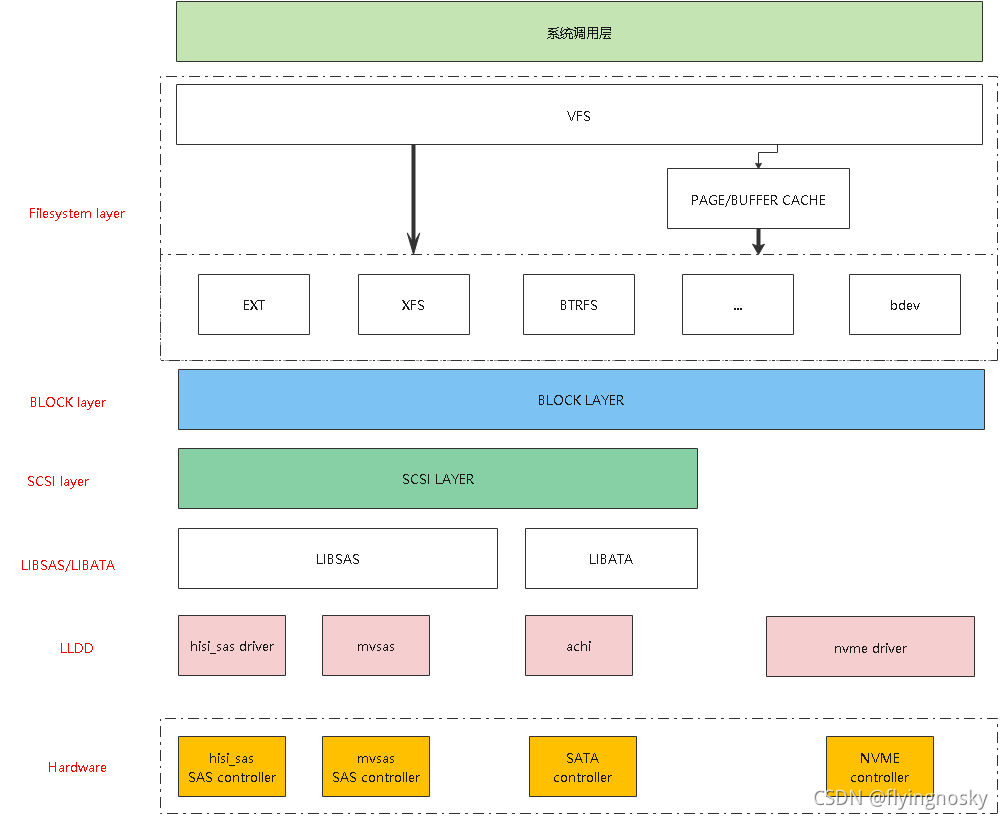 系统调用层
VFS
Filesystem layer
PAGE/BUFFER CACHE
EXT
XFS
BTRFS
...
bdev
BLOCK layer
BLOCK LAYER
SCSI layer
SCSI LAYER
LIBSAS/LIBATA
LIBSAS
LIBATA
LLDD
hisi_sas driver
mvsas
achi
nvme driver
Hardware
hisi_sas
SAS controller
mvsas
SAS controller
SATA
controller
NVME
controller
CSDN @flyingnosky